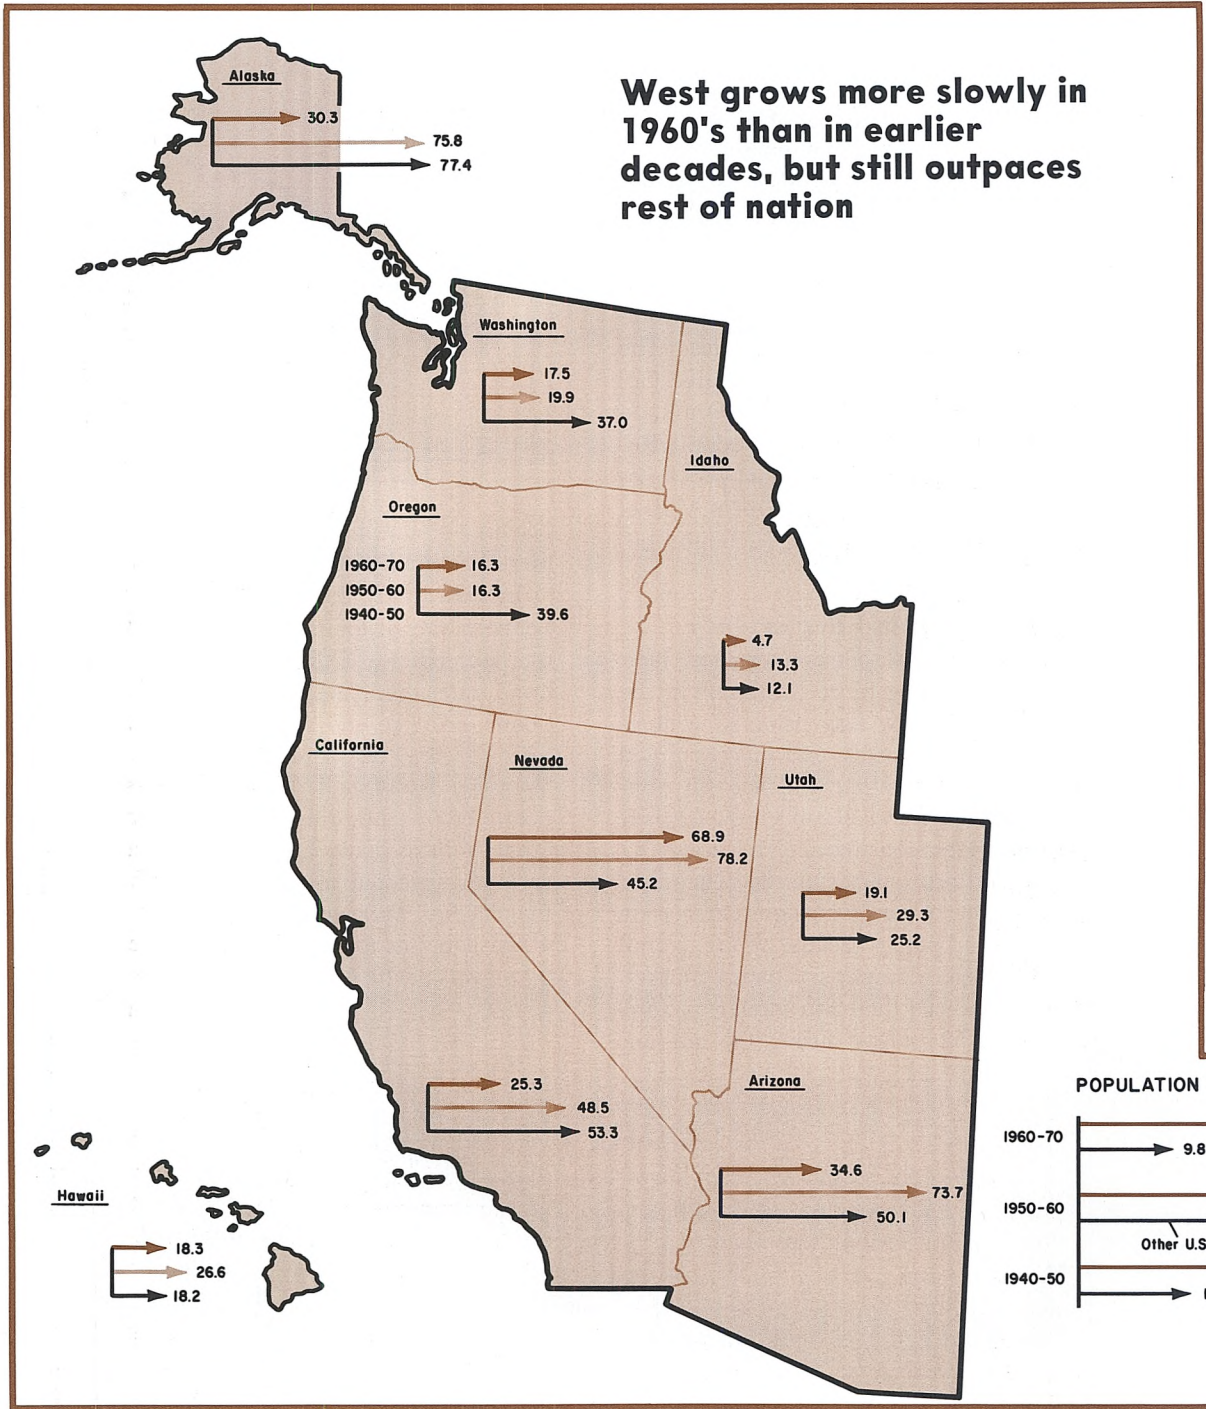 West grows more slowly in
1960's than in earlier
decades, but still outpaces
rest of nation
Alaska
30.3
75.8
77.4
Washington
17.5
19.9
37.0
Idaho
4.7
13.3
12.1
Oregon
1960-70 16.3
1950-60 16.3
1940-50 39.6
California
25.3
48.5
53.3
Nevada
68.9
78.2
45.2
Utah
19.1
29.3
25.2
Arizona
34.6
73.7
50.1
Hawaii
18.3
26.6
18.2
POPULATION
1960-70
9.8
1950-60
Other U.S
1940-50